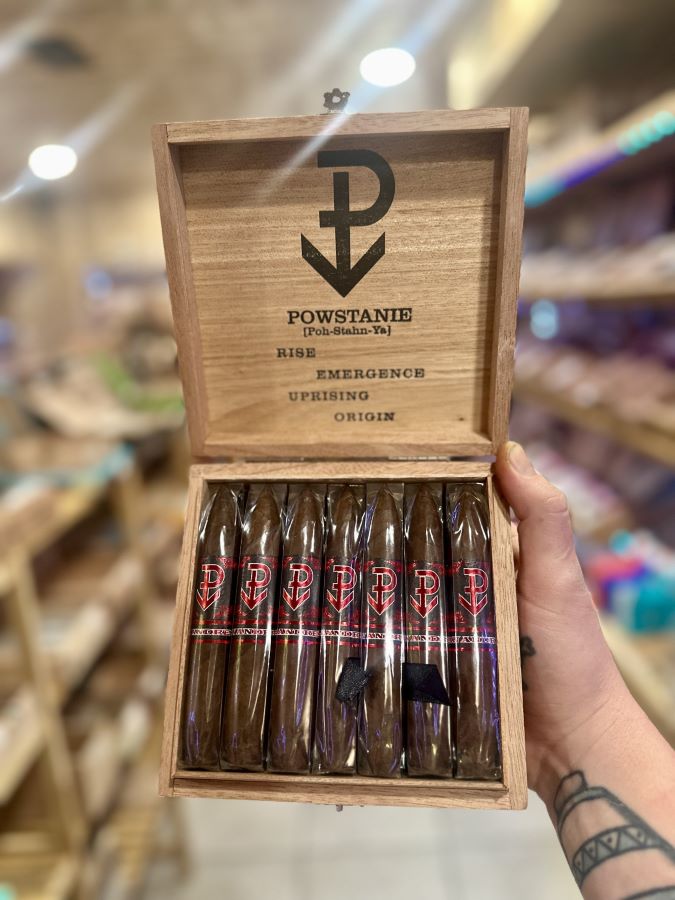 POWSTANIE
[Poh-Stahn-Ya]
RISE
EMERGENCE
UPRISING
ORIGIN